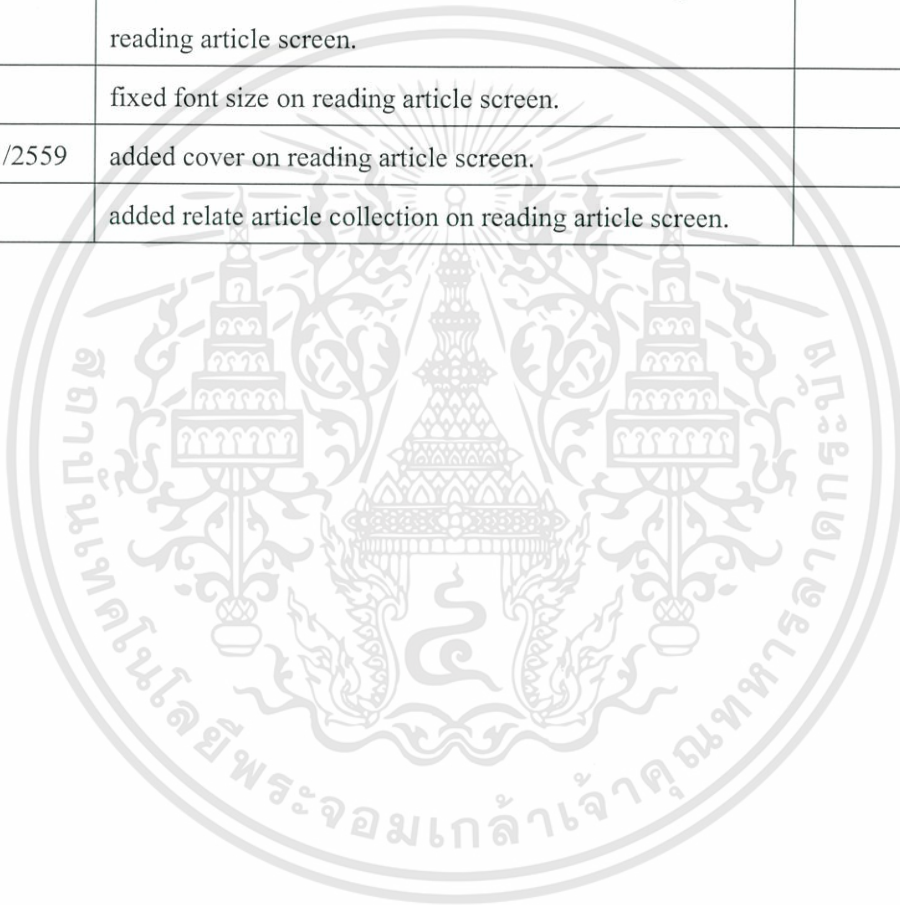 reading article screen.
fixed font size on reading article screen.
/2559 added cover on reading article screen.
added relate article collection on reading article screen.
๔
สถาบันเทคโนโลยีพระจอมเกล้าเจ้าคุณทหารลาดกระบัง